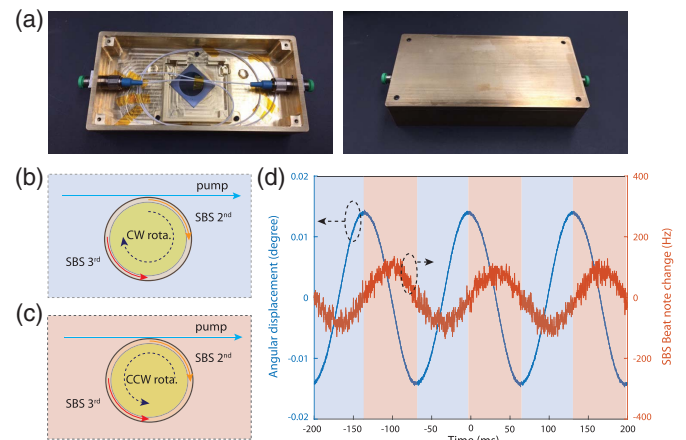 (a)
(b)
pump
SBS 2nd
CW rota.
SBS 3rd
(c)
pump
SBS 2nd
CCW rota.
SBS 3rd
(d)
Angular displacement (degree)
0.02
0.01
0
-0.01
-0.02
400
200
0
-200
-400
SBS Beat note change (Hz)
-200 -150 -100 -50 0 50 100 150 200
Time (ms)